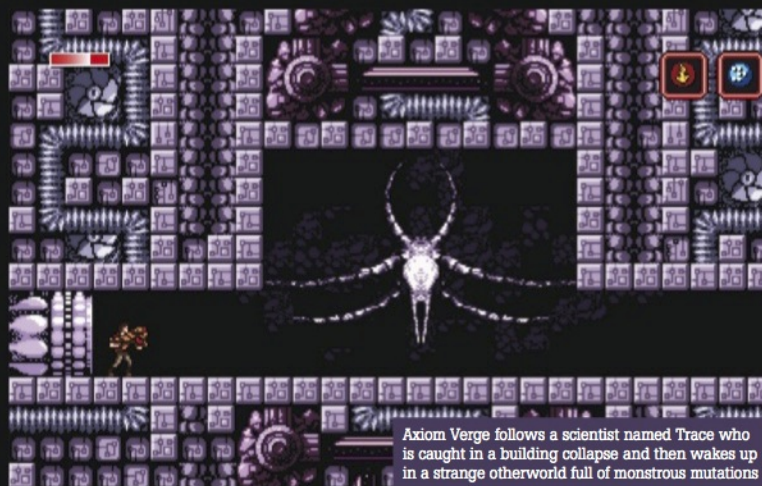 Axiom Verge follows a scientist named Trace who
is caught in a building collapse and then wakes up
in a strange otherworld full of monstrous mutations